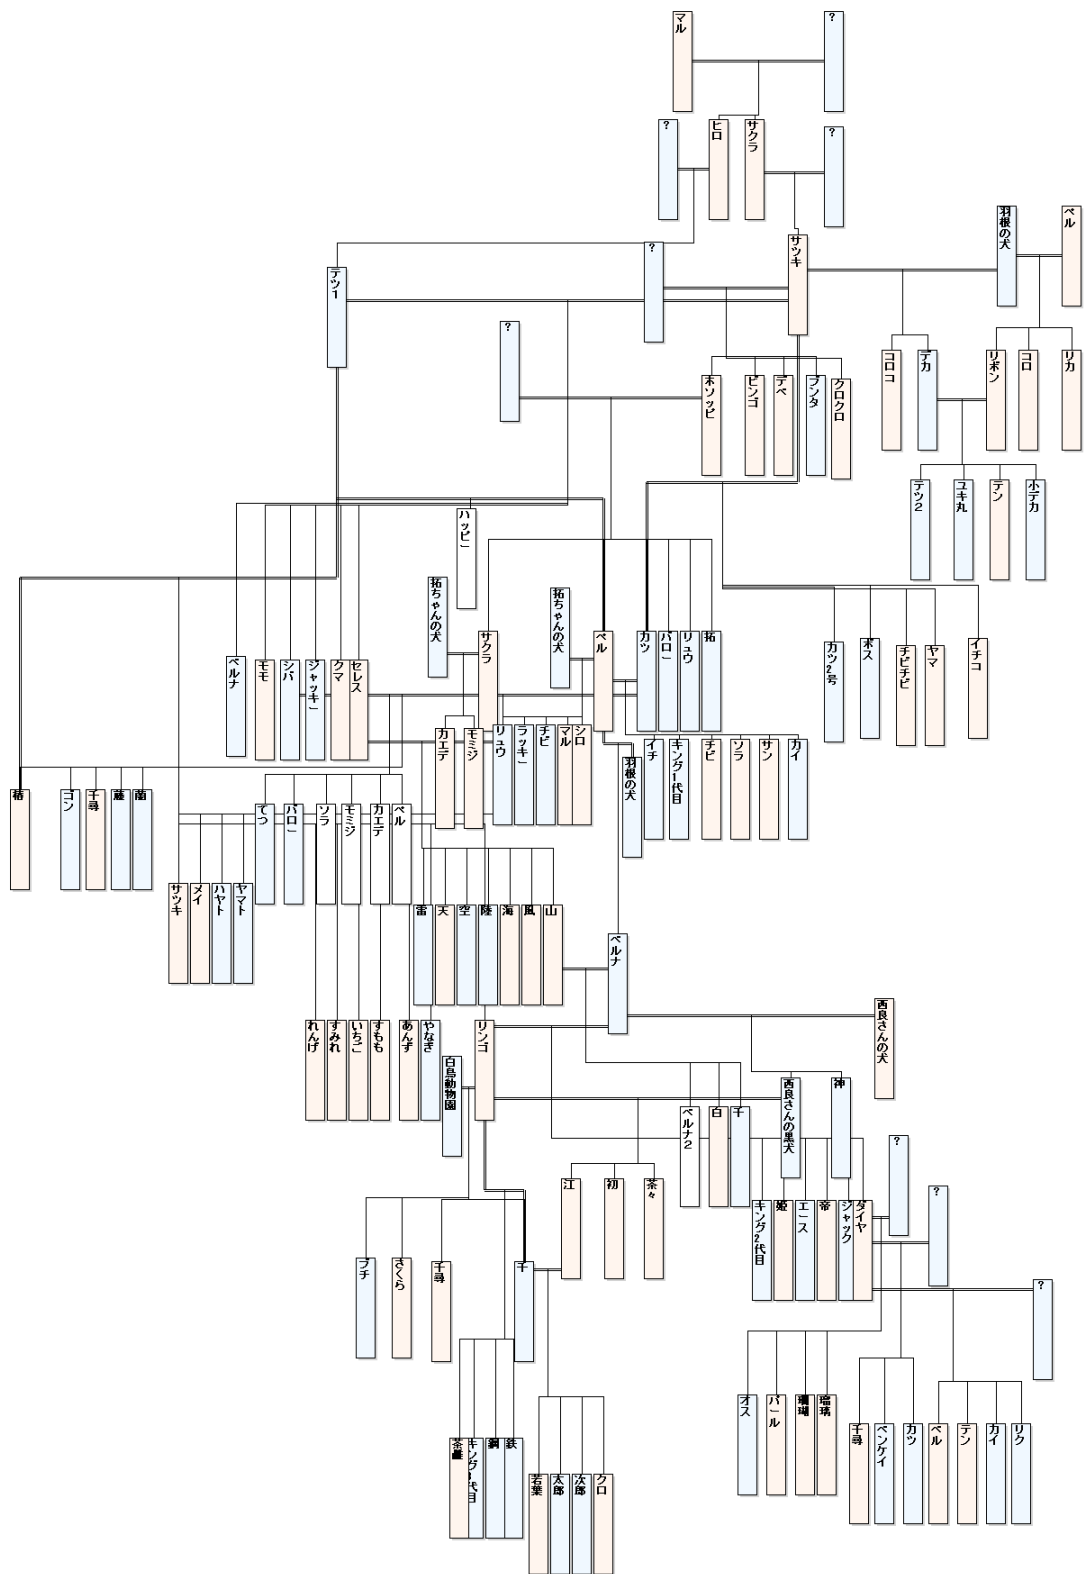 マル
?
?
ヒロ
サクラ
?
羽根の犬
ベル
サツキ
?
テツ1
?
コロコ
デカ
リボン
コロ
リカ
ホソッピ
ビンゴ
デベ
ブンタ
クロクロ
テツ2
ユキ丸
テン
小デカ
ハッピー
拓ちゃんの犬
拓ちゃんの犬
サクラ
ベル
カツ
バロー
リュウ
拓
カツ2号
ボス
チビチビ
ヤマ
イチコ
ベルナ
モモ
シバ
ジャッキー
クマ
セレス
カエデ
モミジ
リュウ
ラッキー
チビ
マル
シロ
羽根の犬
イチ
キング1代目
チビ
ソラ
サン
カイ
椿
ゴン
千尋
藤
蘭
てつ
バロー
ソラ
モミジ
カエデ
ベル
サツキ
メイ
ハヤト
ヤマト
雷
天
空
陸
海
風
山
ベルナ
西良さんの犬
れんげ
すみれ
いちご
すもも
あんず
やなぎ
リンゴ
白鳥動物園
西良さんの黒犬
神
ベルナ2
白
千
?
江
初
茶々
キング2代目
姫
エース
帝
ジャック
ダイヤ
?
プチ
さくら
千尋
千
?
オス
パール
珊瑚
瑠璃
千尋
ベンケイ
カツ
ベル
テン
カイ
リク
キング3代目
鋼
鉄
若葉
太郎
次郎
クロ